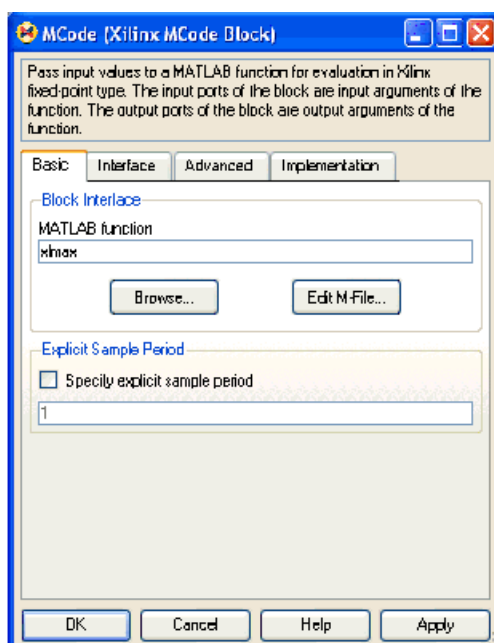 MCode (Xilinx MCode Block)
Pass input values to a MATLAB function for evaluation in Xilinx
fixed-point type. The input ports of the block are input arguments of the
function. The output ports of the block are output arguments of the
function.
Basic Interface Advanced Implementation
Block Interface
MATLAB function
xlmax
Browse... Edit M-File...
Explicit Sample Period
Specify explicit sample period
1
OK Cancel Help Apply